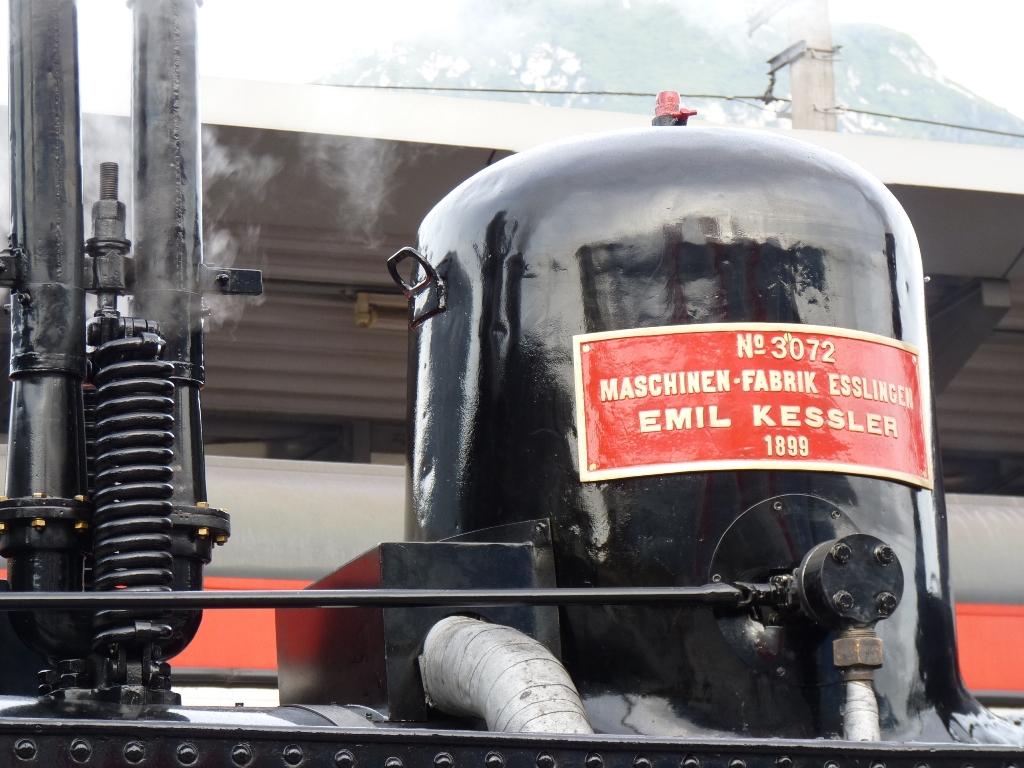 Nº 3072
MASCHINEN-FABRIK ESSLINGEN
EMIL KESSLER
1899